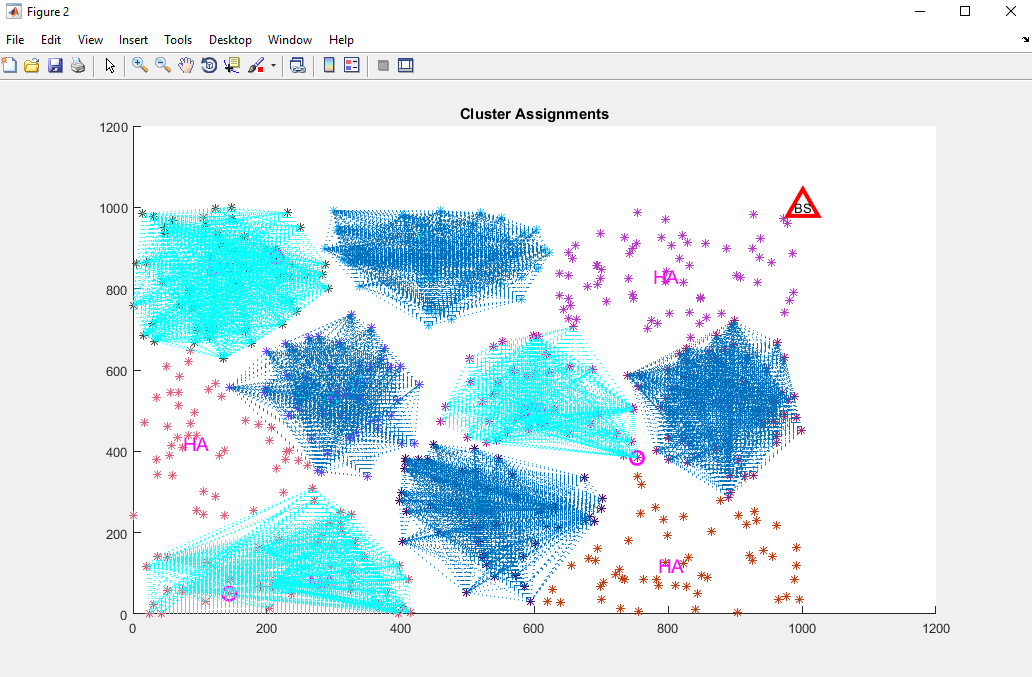 Figure 2
File Edit View Insert Tools Desktop Window Help
Cluster Assignments
1200
1000
BS
800
HA
600
HA
400
200
HA
0
0 200 400 600 800 1000 1200